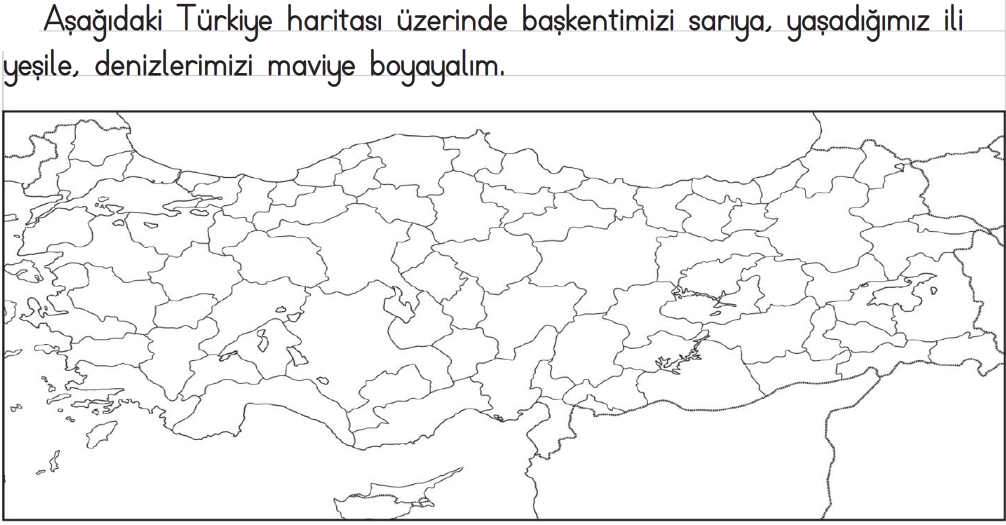 Aşağıdaki Türkiye haritası üzerinde başkentimizi sarıya, yaşadığımız ili
yeşile, denizlerimizi maviye boyayalım.